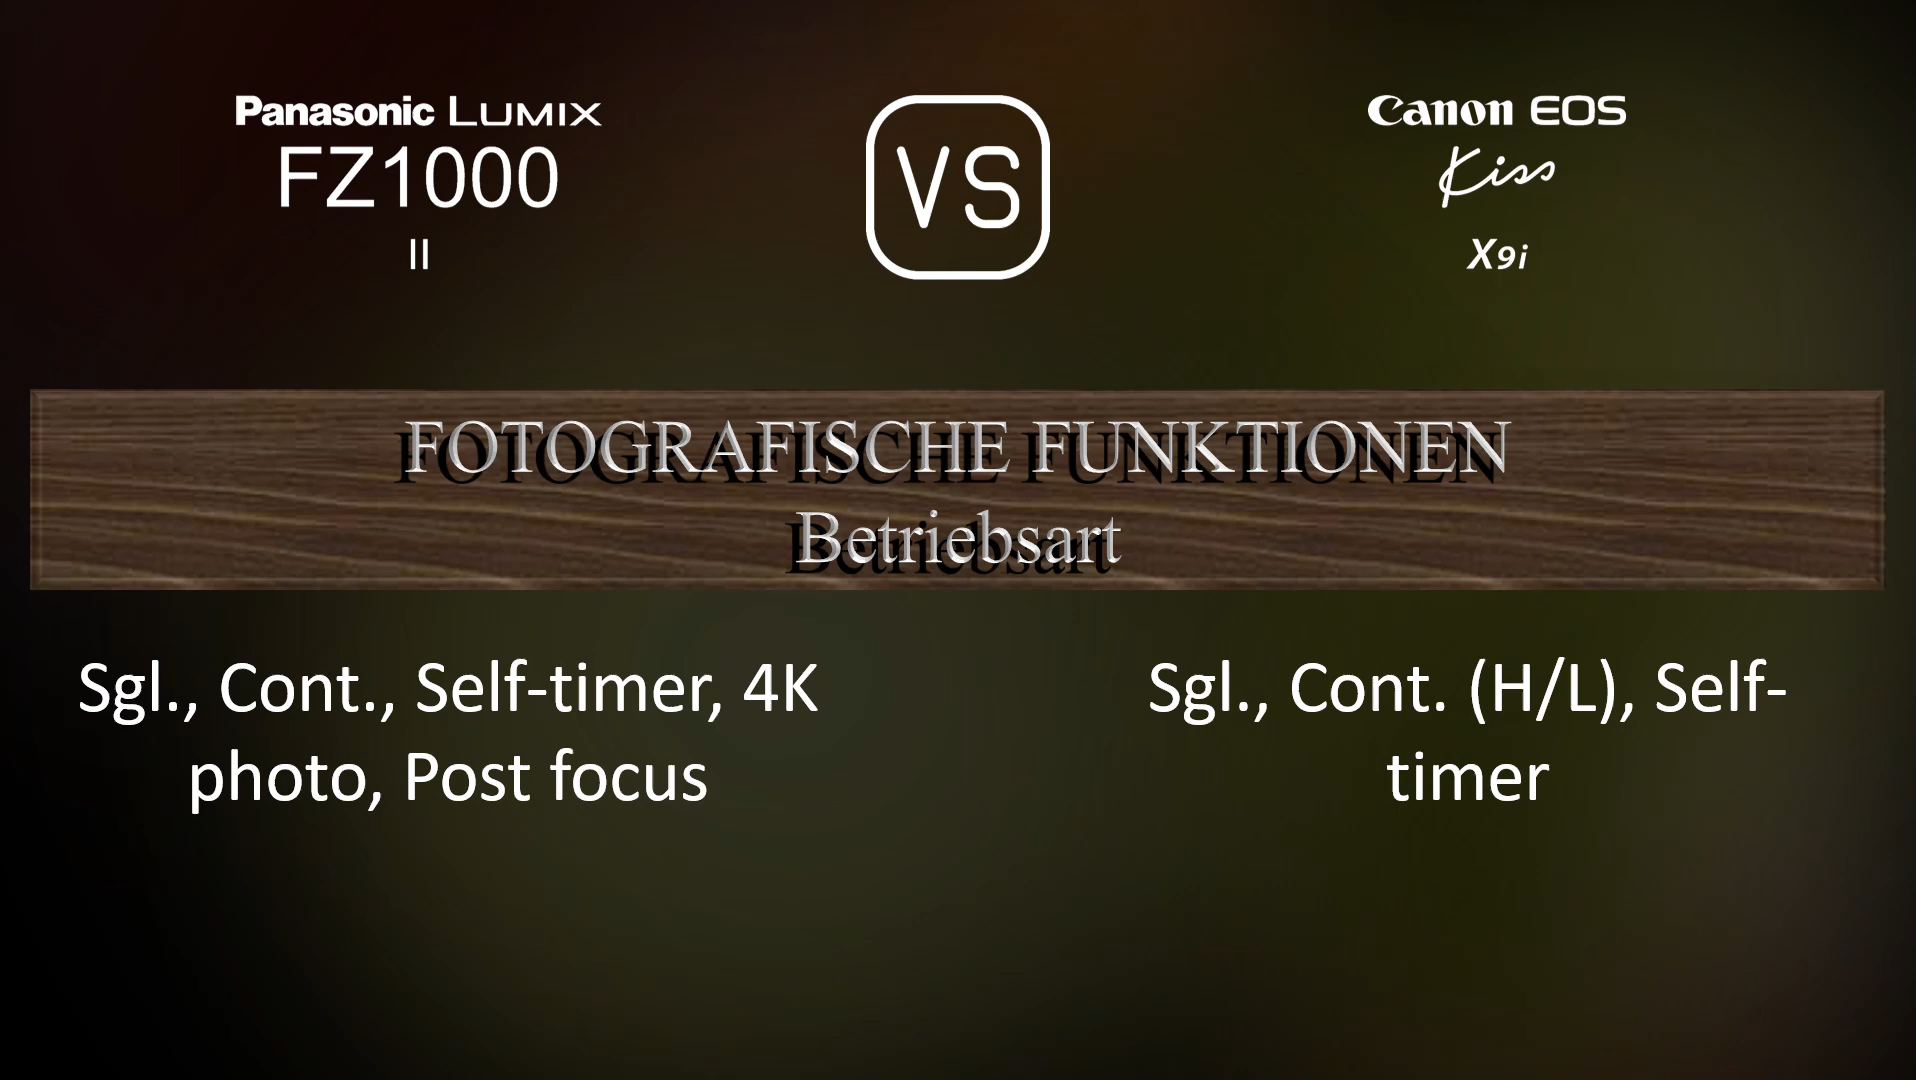 Panasonic LUMIX
FZ1000
II
VS
Canon EOS
Kiss
X9i
FOTOGRAFISCHE FUNKTIONEN
Betriebsart
Sgl., Cont., Self-timer, 4K
photo, Post focus
Sgl., Cont. (H/L), Self-
timer